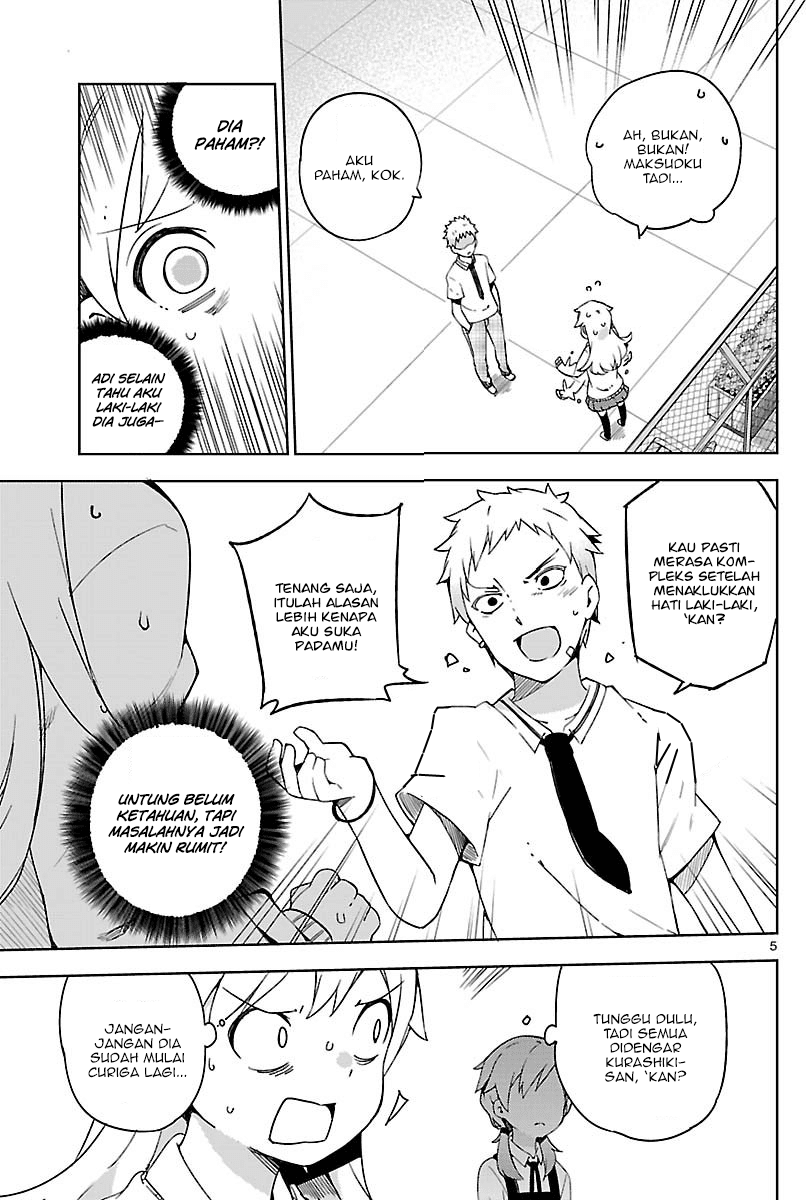 AH, BUKAN,
BUKAN!
MAKSUDKU
TADI...
AKU
PAHAM, KOK.
DIA
PAHAM?!
ADI SELAIN
TAHU AKU
LAKI-LAKI
DIA JUGA-
KAU PASTI
MERASA KOM-
PLEKS SETELAH
MENAKLUKKAN
HATI LAKI-LAKI,
'KAN?
TENANG SAJA,
ITULAH ALASAN
LEBIH KENAPA
AKU SUKA
PADAMU!
UNTUNG BELUM
KETAHUAN, TAPI
MASALAHNYA JADI
MAKIN RUMIT!
5
TUNGGU DULU,
TADI SEMUA
DIDENGAR
KURASHIKI-
SAN, 'KAN?
JANGAN-
JANGAN DIA
SUDAH MULAI
CURIGA LAGI...